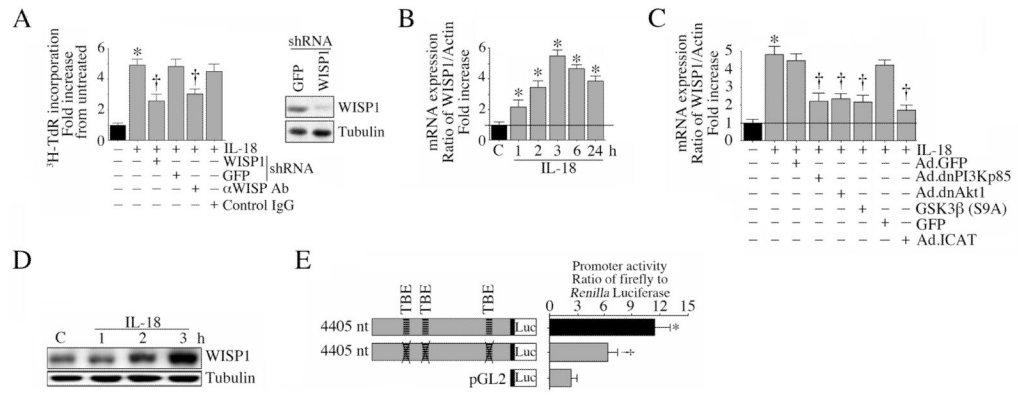 A
³H-TdR incorporation
Fold increase
from untreated
6
4
2
0
*
†
†
– + + + + + IL-18
– – + – – – WISP1
– – – + – – GFP
shRNA
– – – – + – αWISP Ab
– – – – – + Control IgG
shRNA
GFP
WISP1
WISP1
Tubulin
B
mRNA expression
Ratio of WISP1/Actin
Fold increase
6
4
2
0
*
*
*
*
*
C 1 2 3 6 24 h
IL-18
C
mRNA expression
Ratio of WISP1/Actin
Fold increase
5
4
2
1
0
*
†
†
†
†
– + + + + + + + IL-18
– – + – – – – – Ad.GFP
– – – + – – – – Ad.dnPI3Kp85
– – – – + – – – Ad.dnAkt1
– – – – – + – – GSK3β (S9A)
– – – – – – + – GFP
– – – – – – – + Ad.ICAT
D
IL-18
C 1 2 3 h
WISP1
Tubulin
E
Promoter activity
Ratio of firefly to
Renilla Luciferase
0 3 6 9 12 15
TBE
TBE
TBE
4405 nt
Luc
*
TBE
TBE
TBE
4405 nt
Luc
†
pGL2
Luc